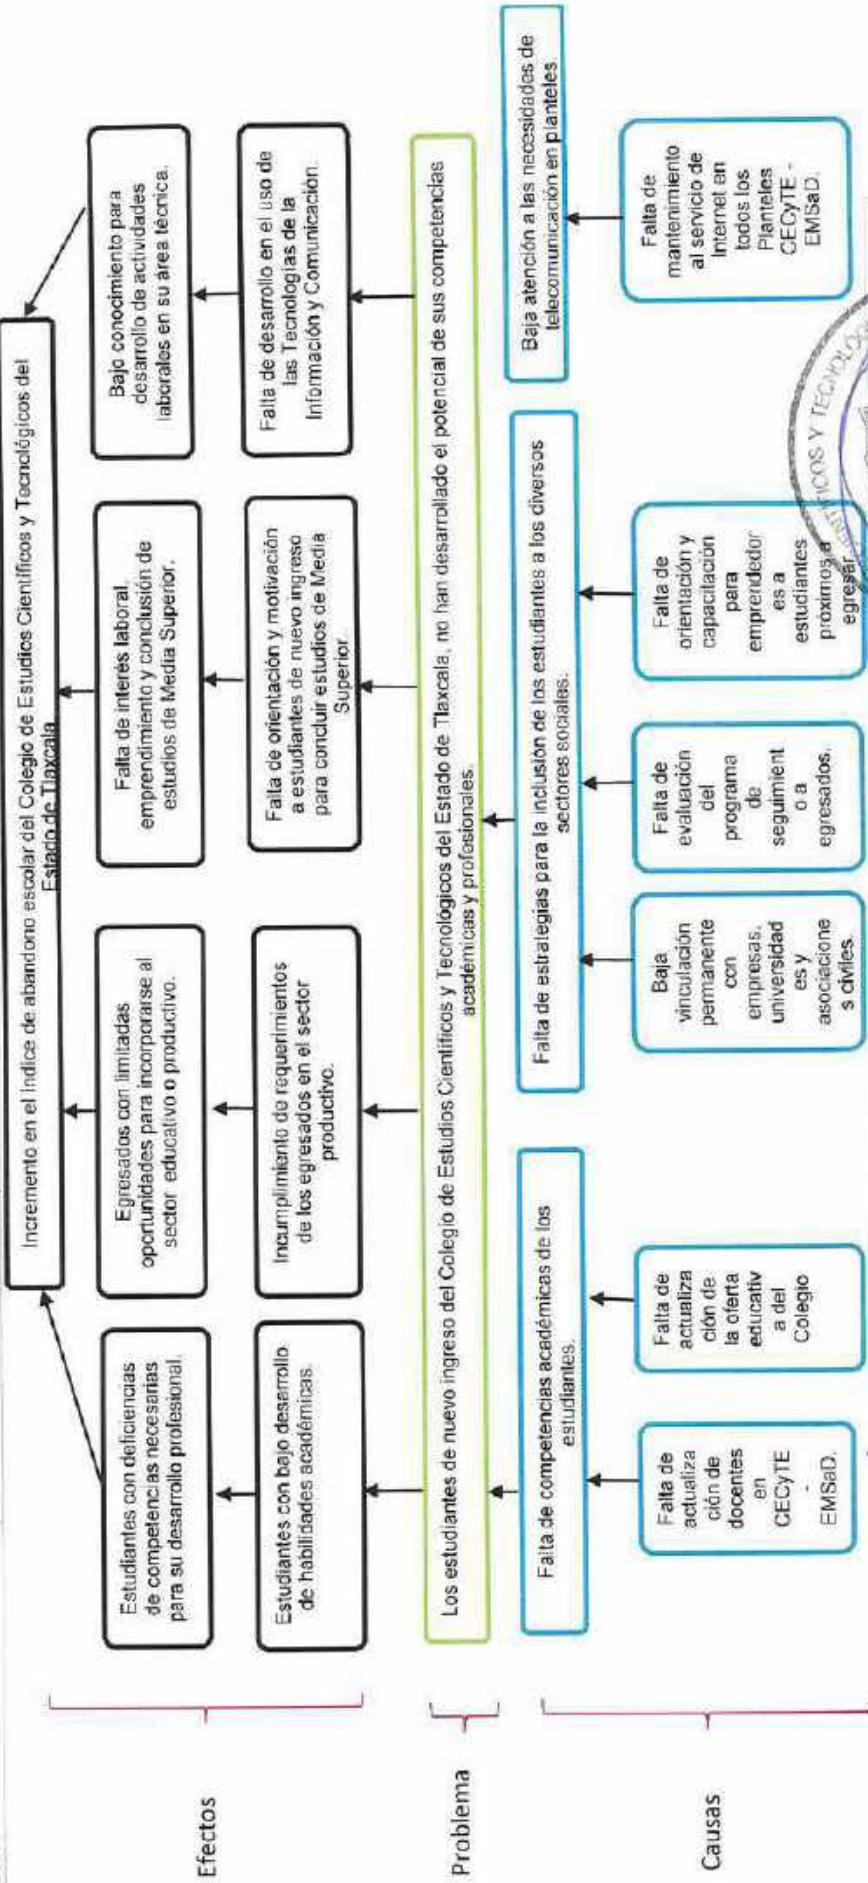 Incremento en el índice de abandono escolar del Colegio de Estudios Científicos y Tecnológicos del
Estado de Tlaxcala
Efectos
Estudiantes con deficiencias
de competencias necesarias
para su desarrollo profesional.
Egresados con limitadas
oportunidades para incorporarse al
sector educativo o productivo.
Falta de interés laboral,
emprendimiento y conclusión de
estudios de Media Superior.
Bajo conocimiento para
desarrollo de actividades
laborales en su área técnica.
Estudiantes con bajo desarrollo
de habilidades académicas.
Incumplimiento de requerimientos
de los egresados en el sector
productivo.
Falta de orientación y motivación
a estudiantes de nuevo ingreso
para concluir estudios de Media
Superior.
Falta de desarrollo en el uso de
las Tecnologías de la
Información y Comunicación.
Problema
Los estudiantes de nuevo ingreso del Colegio de Estudios Científicos y Tecnológicos del Estado de Tlaxcala, no han desarrollado el potencial de sus competencias
académicas y profesionales.
Causas
Falta de competencias académicas de los
estudiantes.
Falta de estrategias para la inclusión de los estudiantes a los diversos
sectores sociales.
Baja atención a las necesidades de
telecomunicación en planteles.
Falta de
actualiza
ción de
docentes
en
CECyTE
-
EMSaD.
Falta de
actualiza
ción de
la oferta
educativ
a del
Colegio
Baja
vinculación
permanente
con
empresas,
universidad
es y
asociacione
s civiles.
Falta de
evaluación
del
programa
de
seguimient
o a
egresados.
Falta de
orientación y
capacitación
para
emprendedor
es a
estudiantes
próximos a
egresar
Falta de
mantenimiento
al servicio de
Internet en
todos los
Planteles
CECyTE -
EMSaD.